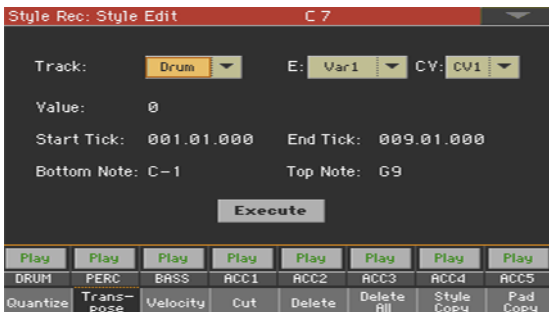 Style Rec: Style Edit C 7
Track: Drum E: Var1 CV: CV1
Value: 0
Start Tick: 001.01.000 End Tick: 009.01.000
Bottom Note: C-1 Top Note: G9
Execute
Play Play Play Play Play Play Play Play
DRUM PERC BASS ACC1 ACC2 ACC3 ACC4 ACC5
Quantize Trans- Velocity Cut Delete Delete Style Pad
pose All Copy Copy